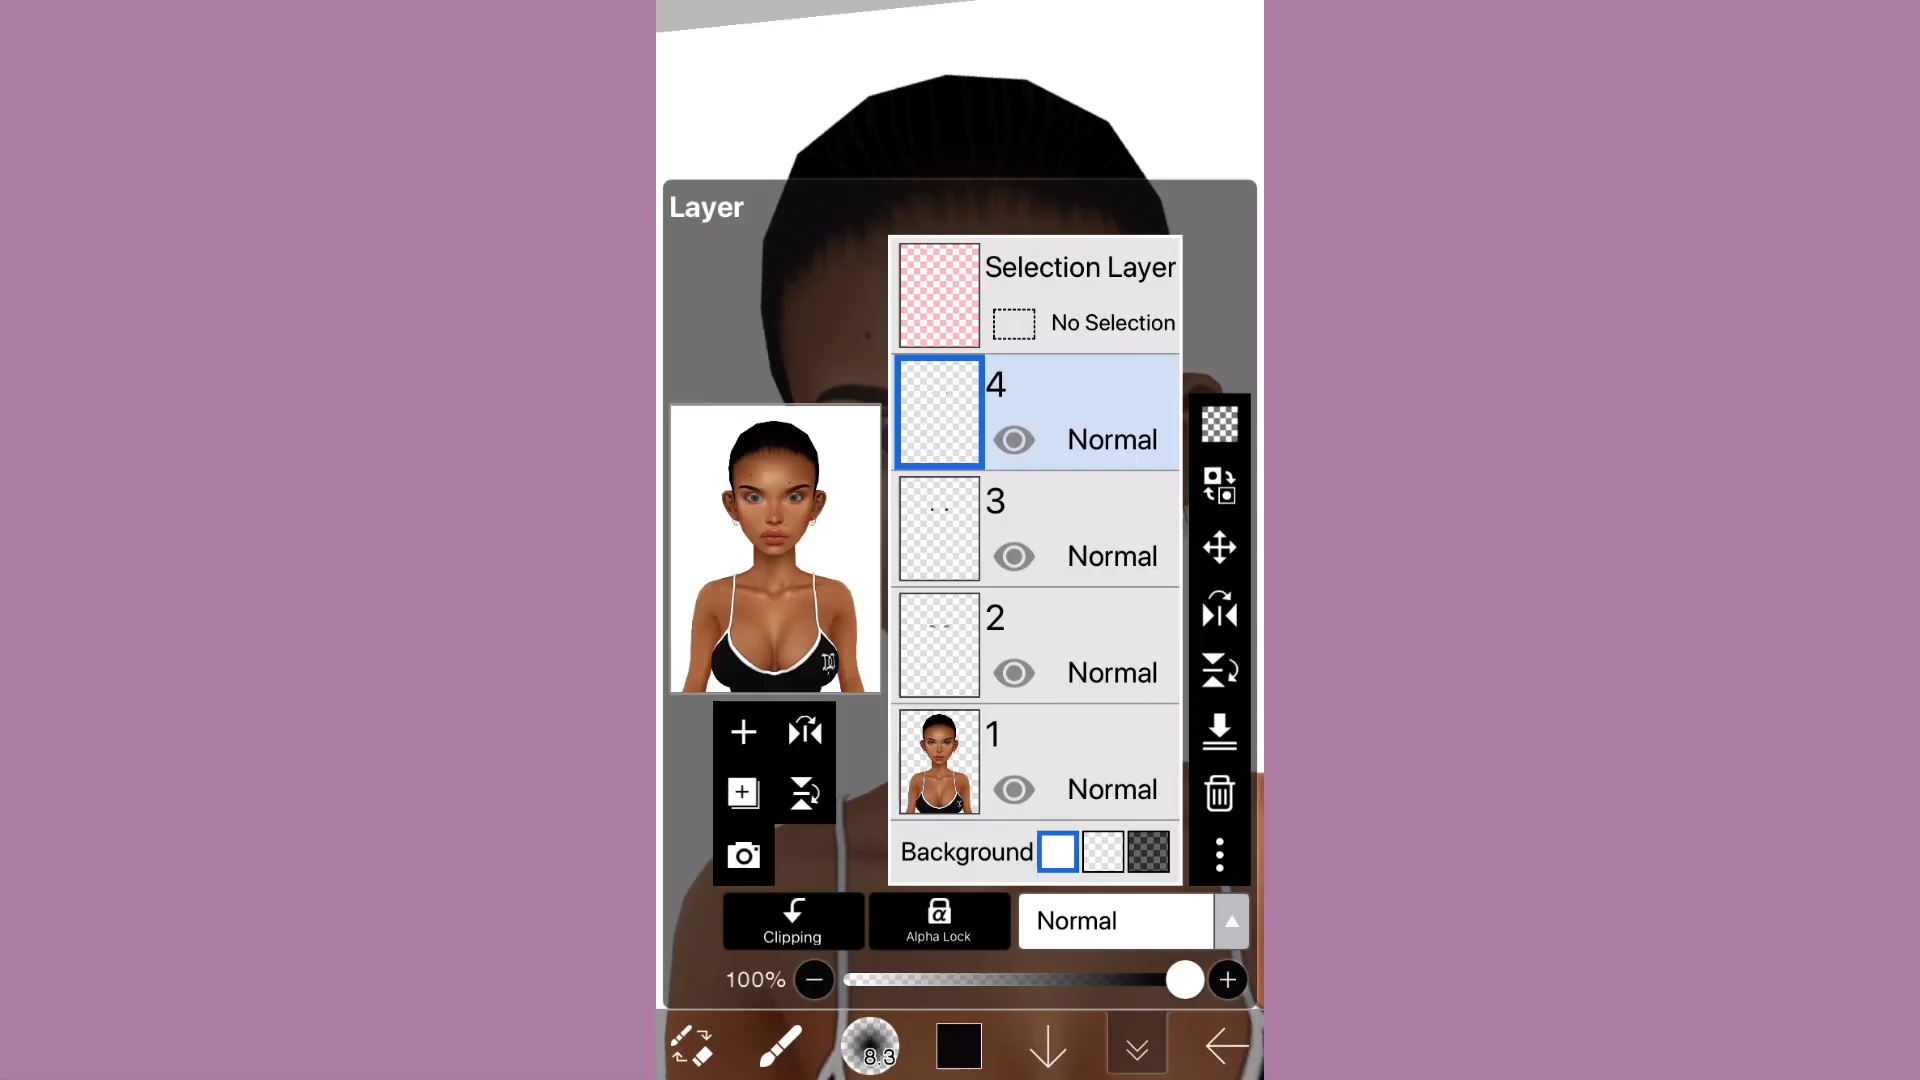 Layer
Selection Layer
No Selection
4
Normal
3
Normal
2
Normal
1
Normal
Background
Clipping
α
Alpha Lock
Normal
100%
8.3